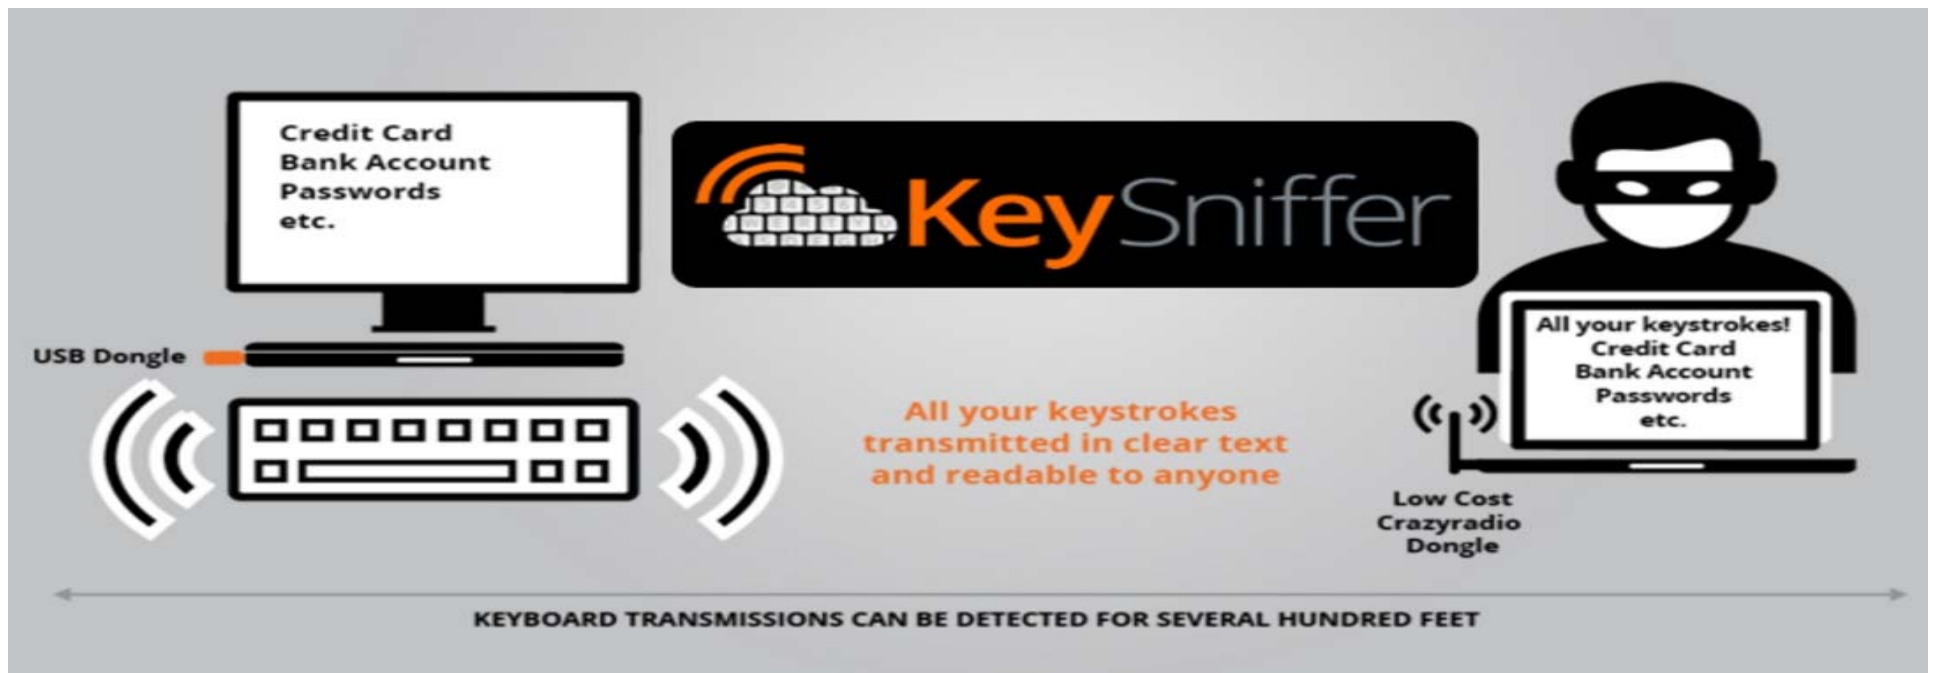 Credit Card
Bank Account
Passwords
etc.
KeySniffer
USB Dongle
All your keystrokes
transmitted in clear text
and readable to anyone
All your keystrokes!
Credit Card
Bank Account
Passwords
etc.
Low Cost
Crazyradio
Dongle
KEYBOARD TRANSMISSIONS CAN BE DETECTED FOR SEVERAL HUNDRED FEET